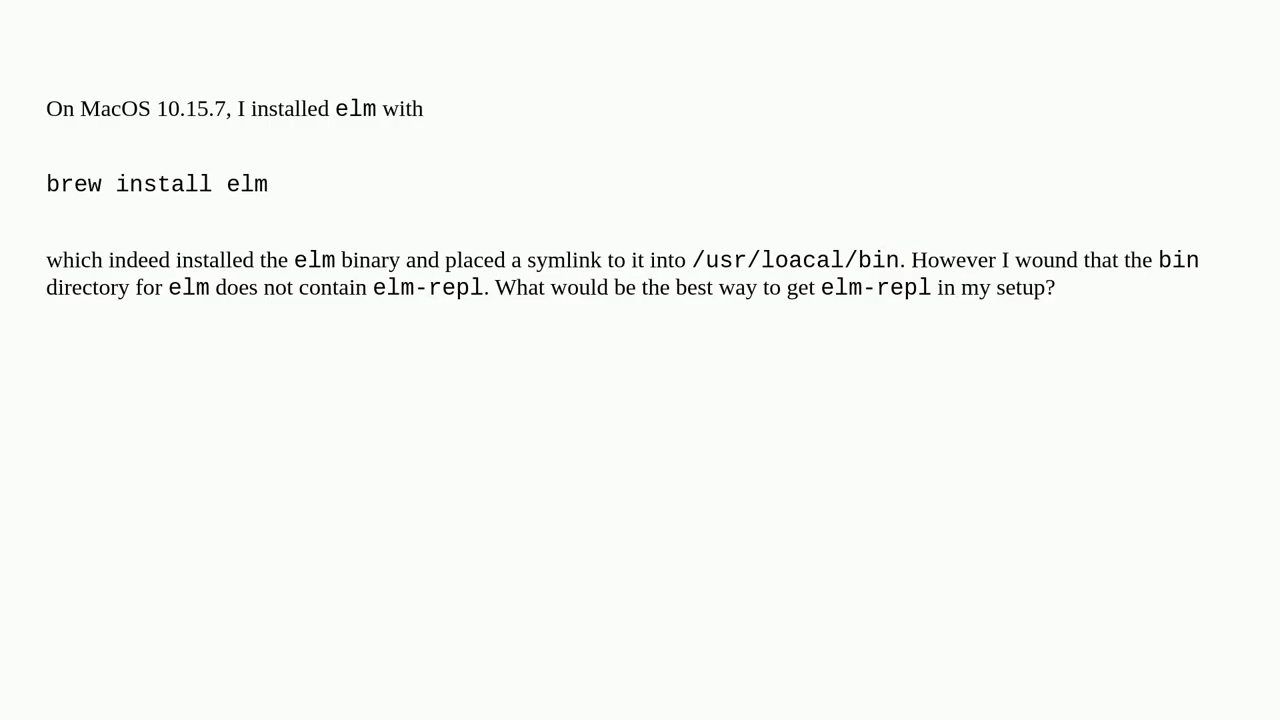 On MacOS 10.15.7, I installed elm with
brew install elm
which indeed installed the elm binary and placed a symlink to it into /usr/loacal/bin. However I wound that the bin
directory for elm does not contain elm-repl. What would be the best way to get elm-repl in my setup?